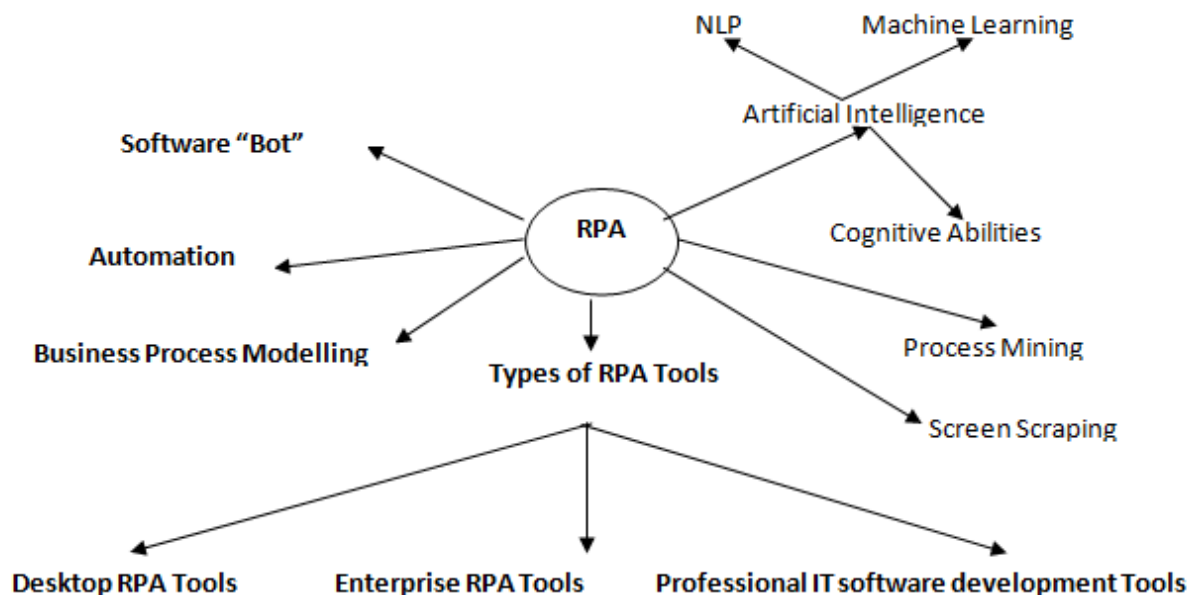 NLP
Machine Learning
Artificial Intelligence
Software “Bot”
RPA
Cognitive Abilities
Automation
Business Process Modelling
Process Mining
Types of RPA Tools
Screen Scraping
Desktop RPA Tools
Enterprise RPA Tools
Professional IT software development Tools